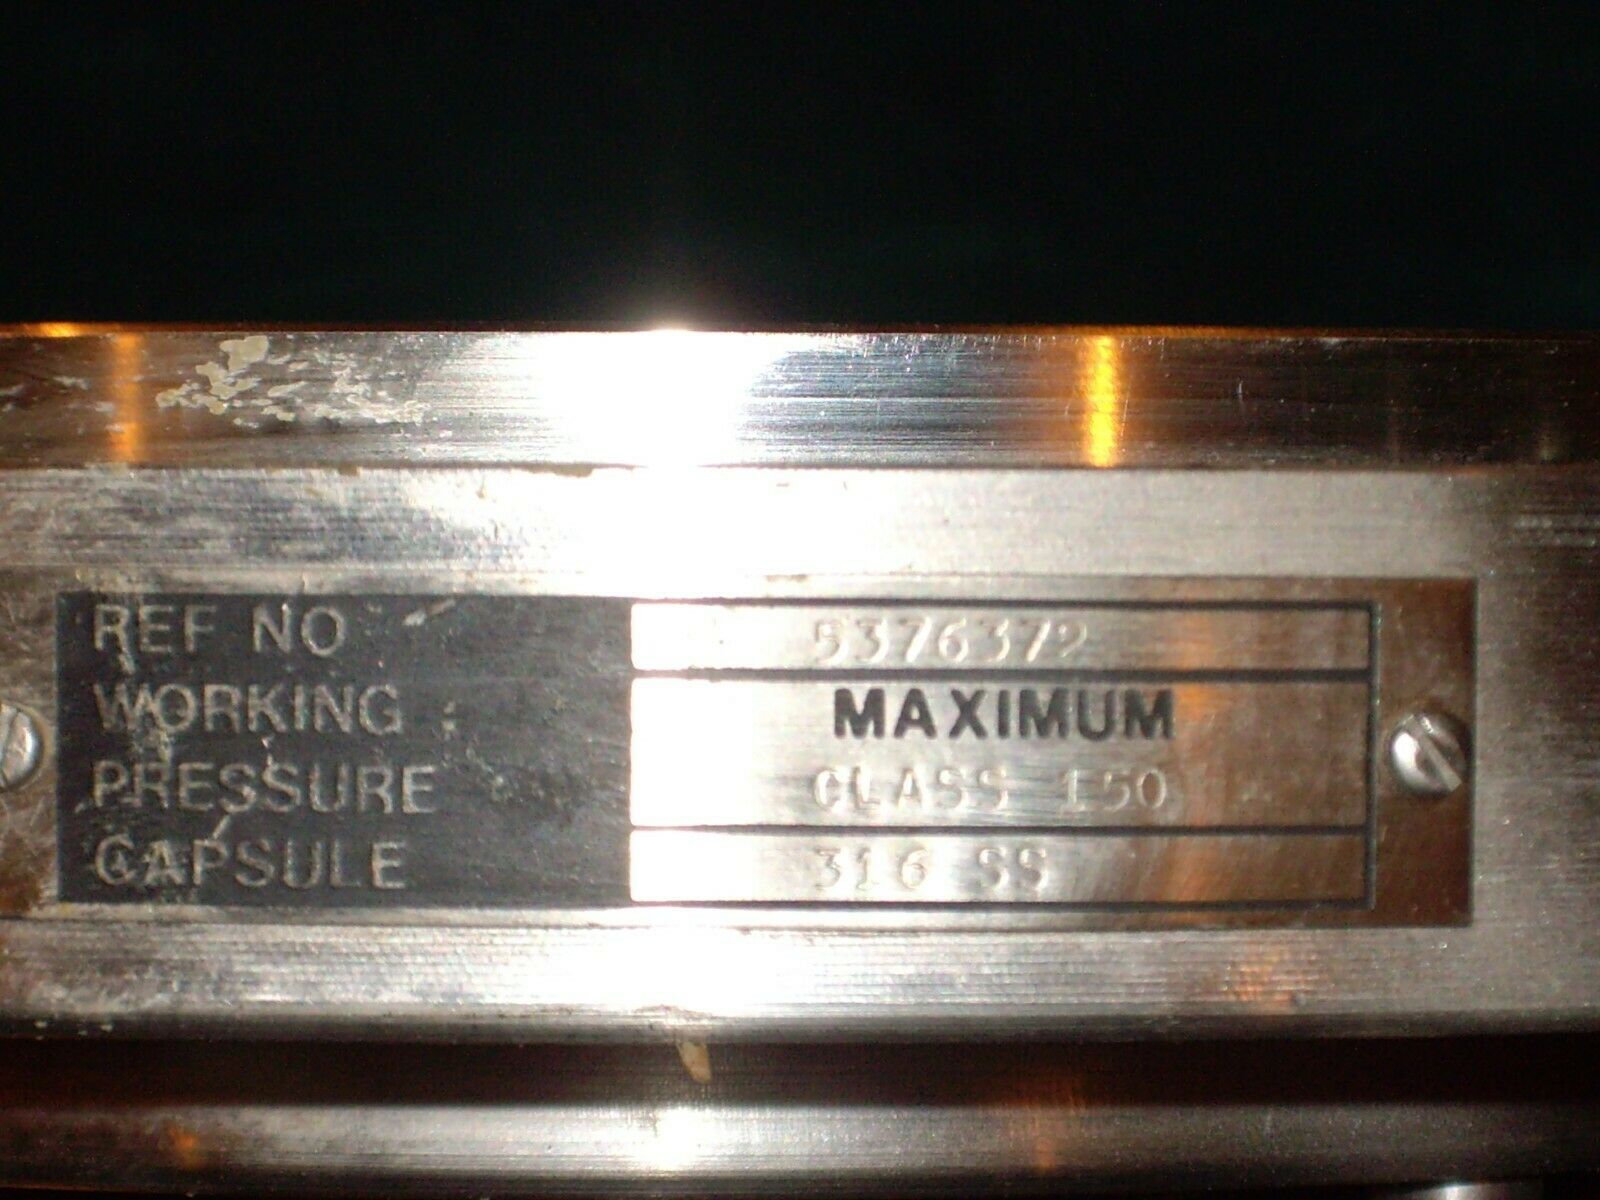 REF NO 5376372
WORKING MAXIMUM
PRESSURE CLASS 150
CAPSULE 316 SS